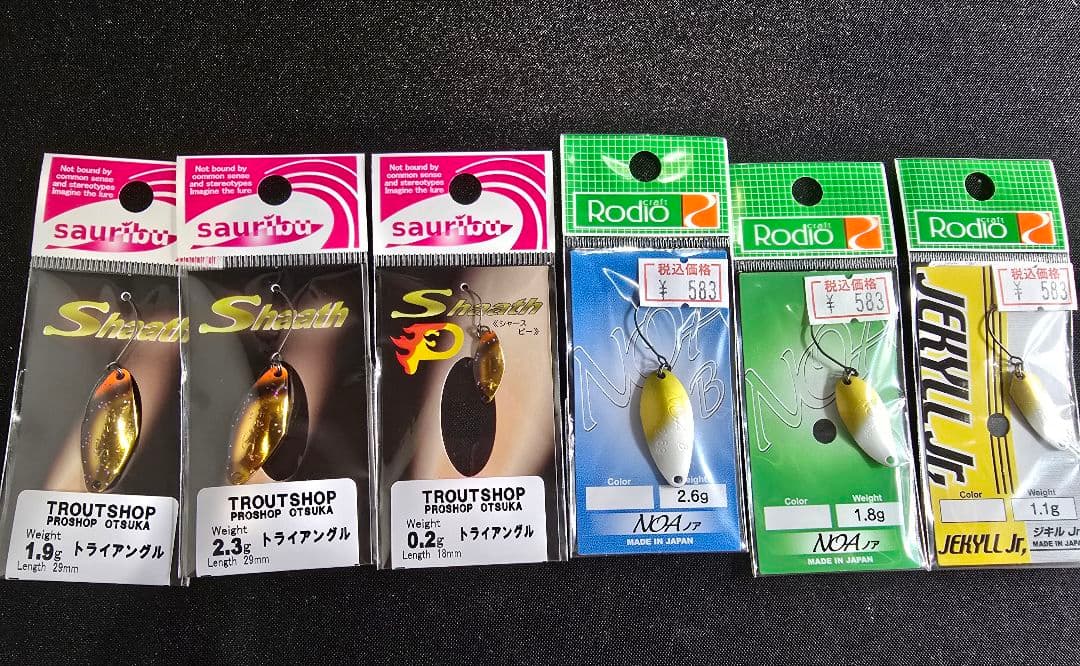 Not bound by
common sense
and stereotypes
Imagine the lure
sauribu
Shaath
TROUTSHOP
PROSHOP OTSUKA
Weight
1.9g トライアングル
Length 29mm
Not bound by
common sense
and stereotypes
Imagine the lure
sauribu
Shaath
TROUTSHOP
PROSHOP OTSUKA
Weight
2.3g トライアングル
Length 29mm
Not bound by
common sense
and stereotypes
Imagine the lure
sauribu
Shaath
《シャース
ピー》
P
TROUTSHOP
PROSHOP OTSUKA
Weight
0.2g トライアングル
Length 18mm
Rodio craft
税込価格
¥ 583
NOA
B
Color
Weight
2.6g
NOA ノア
MADE IN JAPAN
Rodio craft
税込価格
¥ 583
NOA
Color
Weight
1.8g
NOA ノア
MADE IN JAPAN
Rodio craft
税込価格
¥ 583
JEKYLL Jr,
Color
Weight
1.1g
JEKYLL Jr,
ジキル Jr
MADE IN JAPA